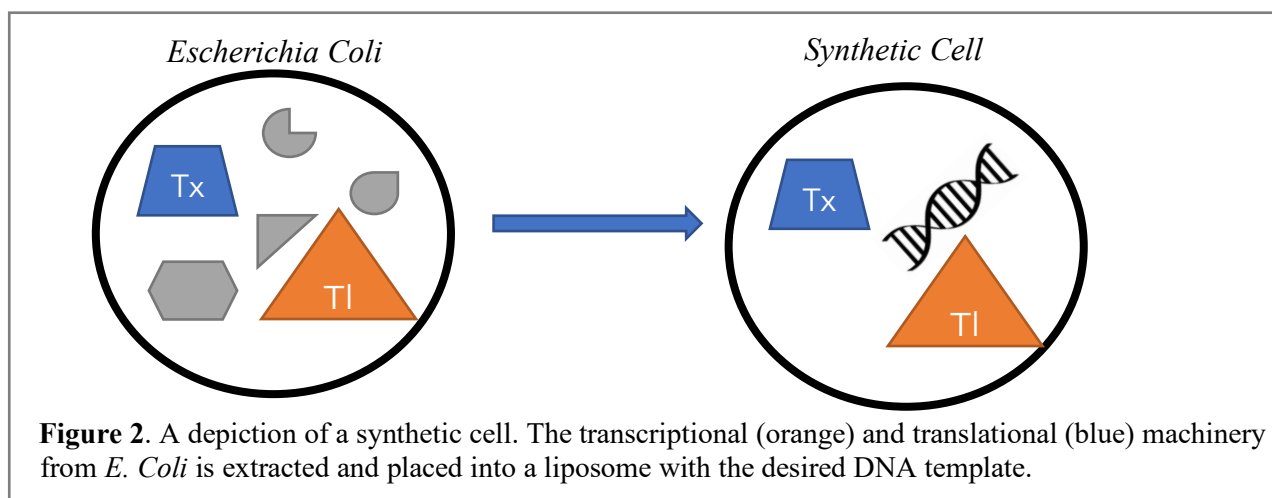 Escherichia Coli
Synthetic Cell
Tx
Tl
Tx
Tl
Figure 2. A depiction of a synthetic cell. The transcriptional (orange) and translational (blue) machinery
from E. Coli is extracted and placed into a liposome with the desired DNA template.